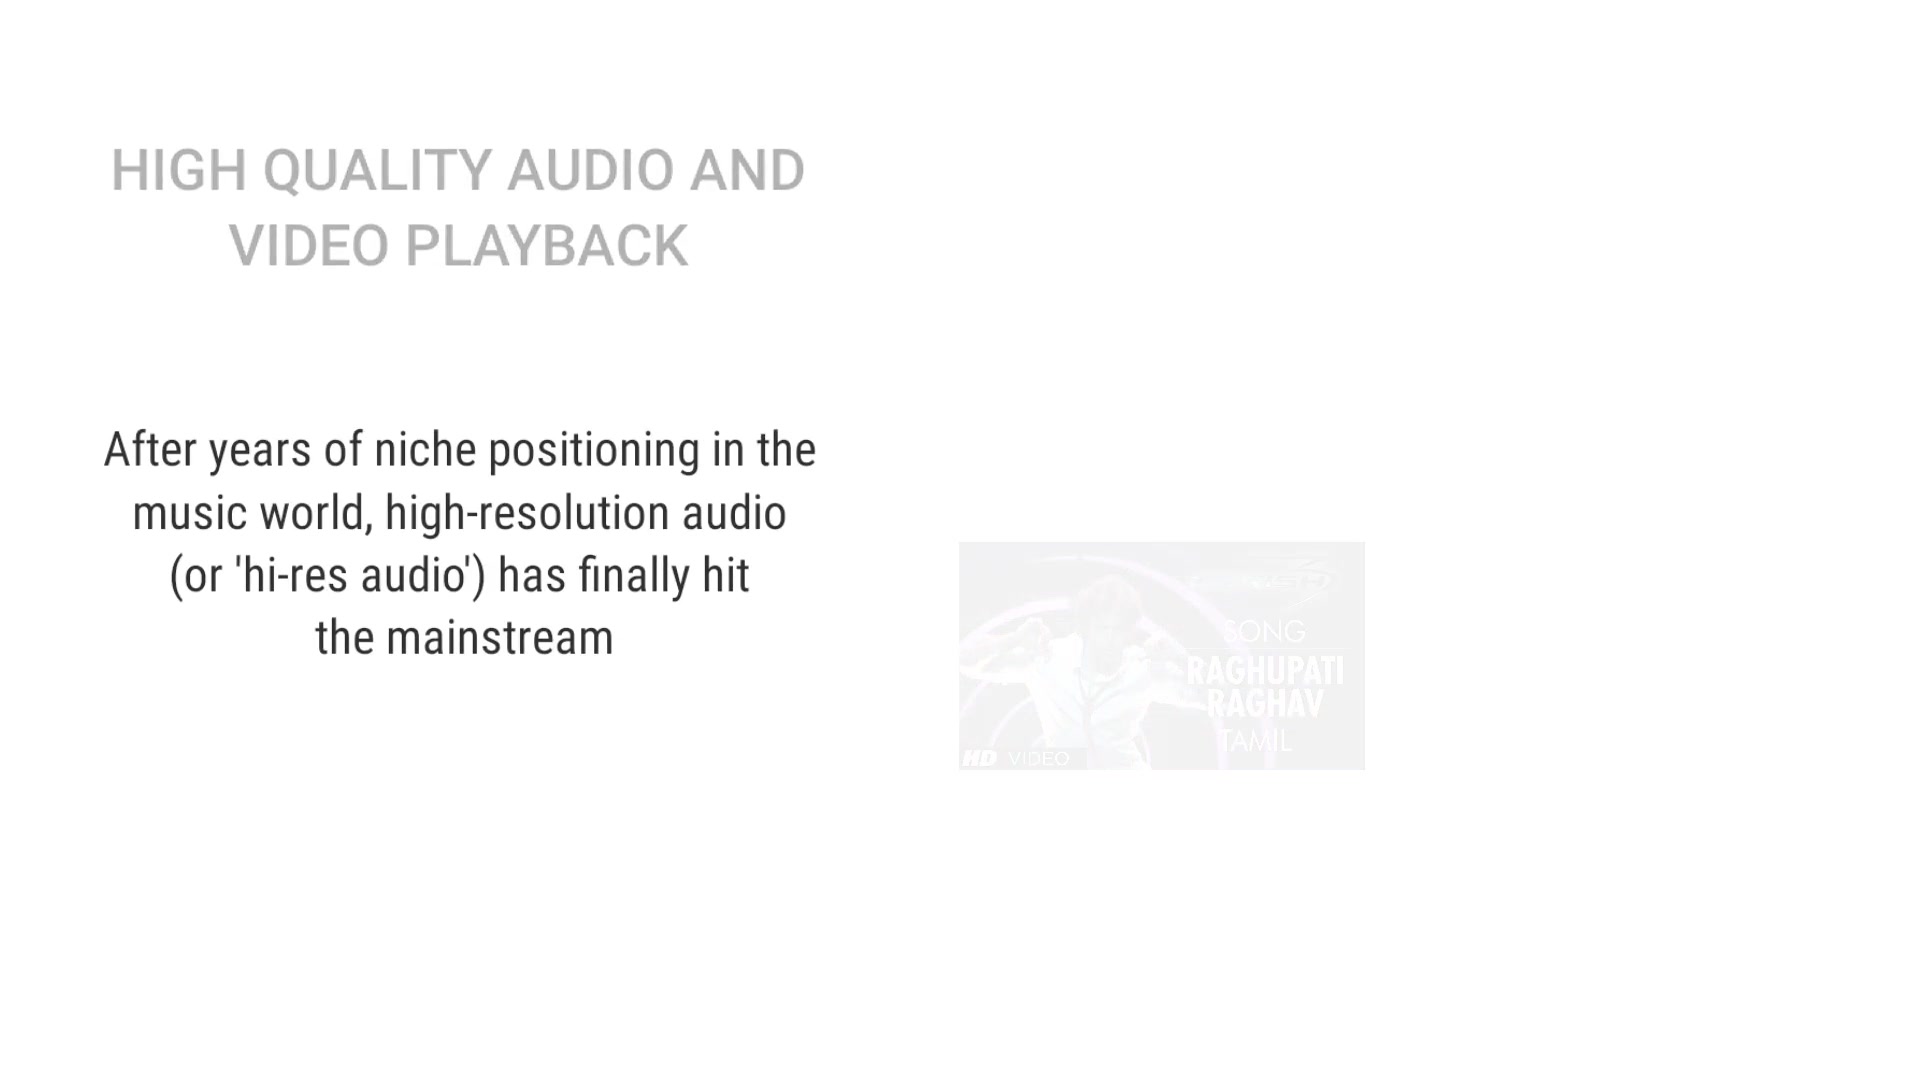 HIGH QUALITY AUDIO AND
VIDEO PLAYBACK
After years of niche positioning in the
music world, high-resolution audio
(or 'hi-res audio') has finally hit
the mainstream
SONG
RAGHUPATI
RAGHAV
TAMIL
HD VIDEO